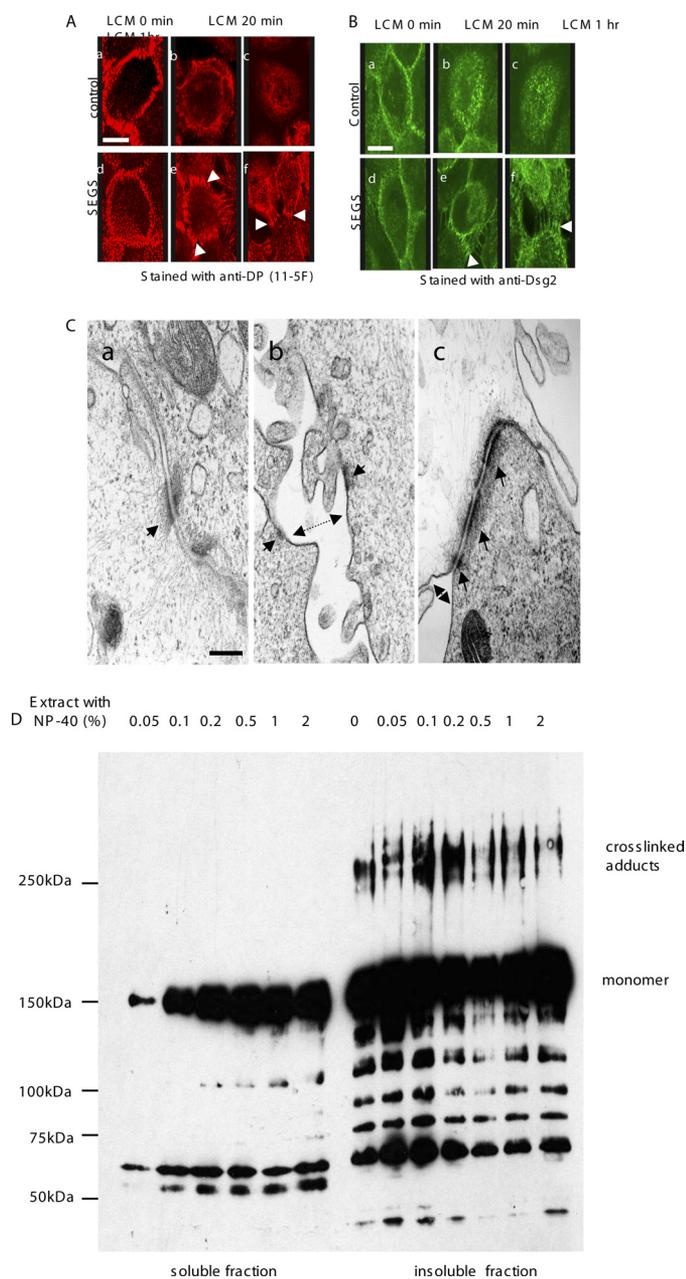 A
LCM 0 min LCM 20 min
LCM 1hr
control
a b c
SEGS
d e f
Stained with anti-DP (11-5F)
B
LCM 0 min LCM 20 min LCM 1 hr
Control
a b c
SEGS
d e f
Stained with anti-Dsg2
C
a b c
D
Extract with
NP-40 (%) 0.05 0.1 0.2 0.5 1 2 0 0.05 0.1 0.2 0.5 1 2
crosslinked
adducts
250kDa
monomer
150kDa
100kDa
75kDa
50kDa
soluble fraction insoluble fraction